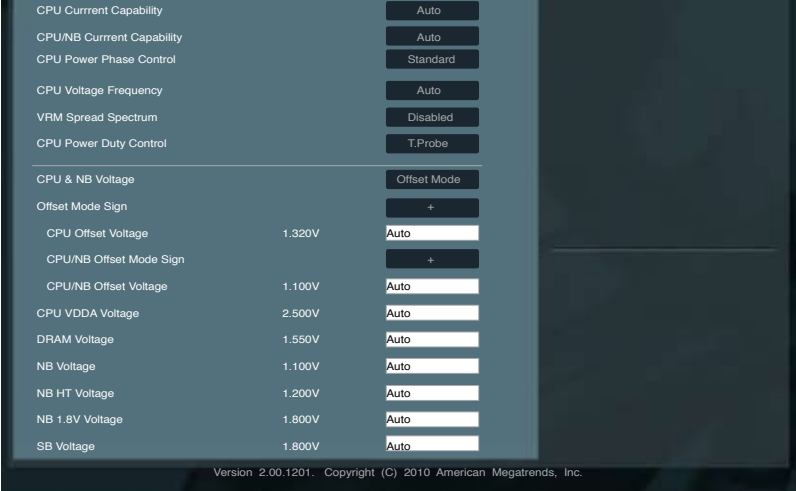 CPU Currrent Capability Auto
CPU/NB Currrent Capability Auto
CPU Power Phase Control Standard
CPU Voltage Frequency Auto
VRM Spread Spectrum Disabled
CPU Power Duty Control T.Probe
CPU & NB Voltage Offset Mode
Offset Mode Sign +
CPU Offset Voltage 1.320V Auto
CPU/NB Offset Mode Sign +
CPU/NB Offset Voltage 1.100V Auto
CPU VDDA Voltage 2.500V Auto
DRAM Voltage 1.550V Auto
NB Voltage 1.100V Auto
NB HT Voltage 1.200V Auto
NB 1.8V Voltage 1.800V Auto
SB Voltage 1.800V Auto
Version 2.00.1201. Copyright (C) 2010 American Megatrends, Inc.